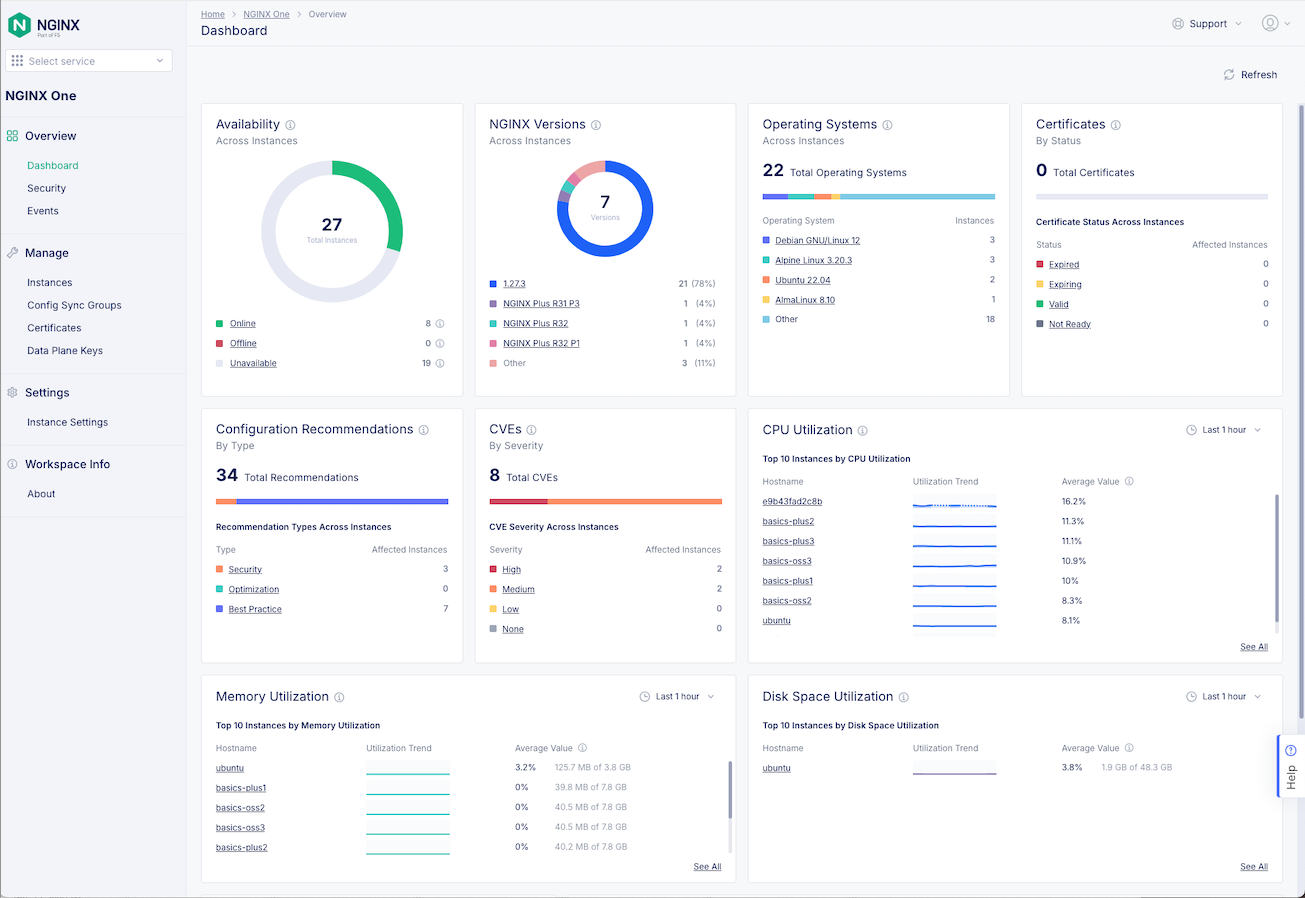 NGINX
Part of F5
Select service
NGINX One
Overview
Dashboard
Security
Events
Manage
Instances
Config Sync Groups
Certificates
Data Plane Keys
Settings
Instance Settings
Workspace Info
About
Home > NGINX One > Overview
Dashboard
Support
Refresh
Availability
Across Instances
27
Total Instances
Online 8
Offline 0
Unavailable 19
NGINX Versions
Across Instances
7
Versions
1.27.3 21 (78%)
NGINX Plus R31 P3 1 (4%)
NGINX Plus R32 1 (4%)
NGINX Plus R32 P1 1 (4%)
Other 3 (11%)
Operating Systems
Across Instances
22 Total Operating Systems
Operating System Instances
Debian GNU/Linux 12 3
Alpine Linux 3.20.3 3
Ubuntu 22.04 2
AlmaLinux 8.10 1
Other 18
Certificates
By Status
0 Total Certificates
Certificate Status Across Instances
Status Affected Instances
Expired 0
Expiring 0
Valid 0
Not Ready 0
Configuration Recommendations
By Type
34 Total Recommendations
Recommendation Types Across Instances
Type Affected Instances
Security 3
Optimization 0
Best Practice 7
CVEs
By Severity
8 Total CVEs
CVE Severity Across Instances
Severity Affected Instances
High 2
Medium 2
Low 0
None 0
CPU Utilization Last 1 hour
Top 10 Instances by CPU Utilization
Hostname Utilization Trend Average Value
e9b43fad2c8b 16.2%
basics-plus2 11.3%
basics-plus3 11.1%
basics-oss3 10.9%
basics-plus1 10%
basics-oss2 8.3%
ubuntu 8.1%
See All
Memory Utilization Last 1 hour
Top 10 Instances by Memory Utilization
Hostname Utilization Trend Average Value
ubuntu 3.2% 125.7 MB of 3.8 GB
basics-plus1 0% 39.8 MB of 7.8 GB
basics-oss2 0% 40.5 MB of 7.8 GB
basics-oss3 0% 40.5 MB of 7.8 GB
basics-plus2 0% 40.2 MB of 7.8 GB
See All
Disk Space Utilization Last 1 hour
Top 10 Instances by Disk Space Utilization
Hostname Utilization Trend Average Value
ubuntu 3.8% 1.9 GB of 48.3 GB
See All
Help